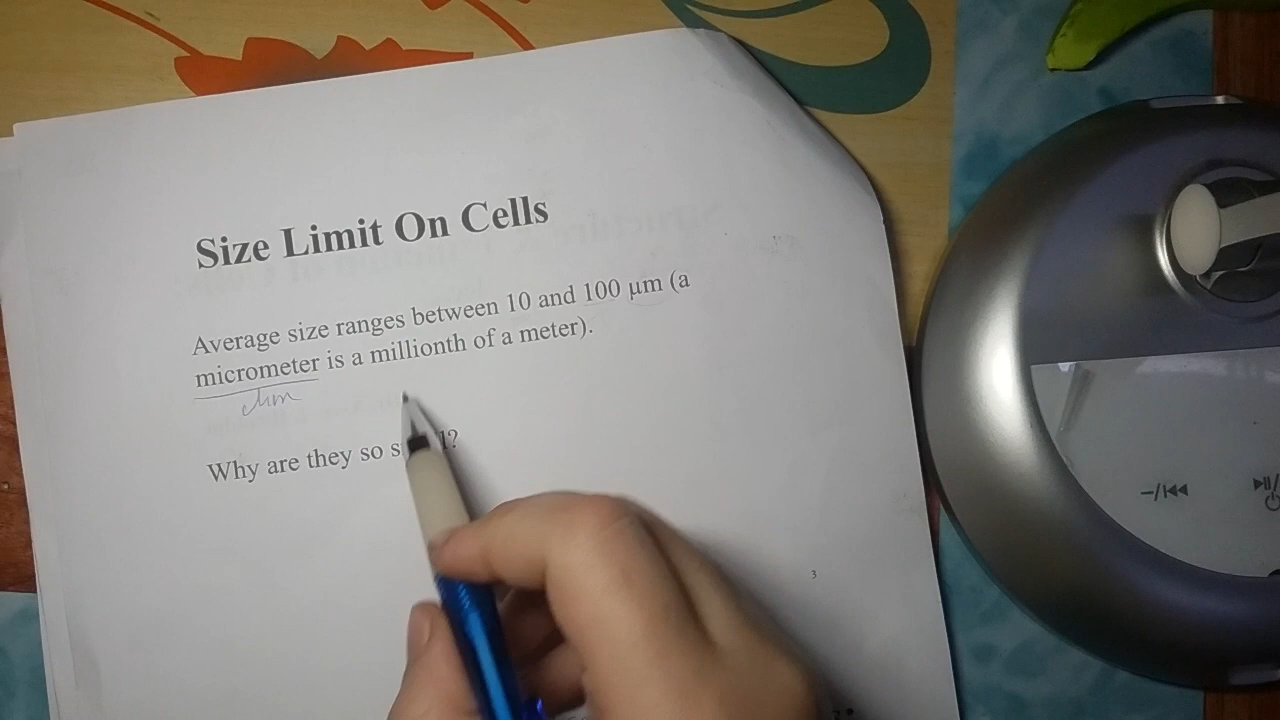 Size Limit On Cells
Average size ranges between 10 and 100 μm (a
micrometer is a millionth of a meter).
Why are they so
3